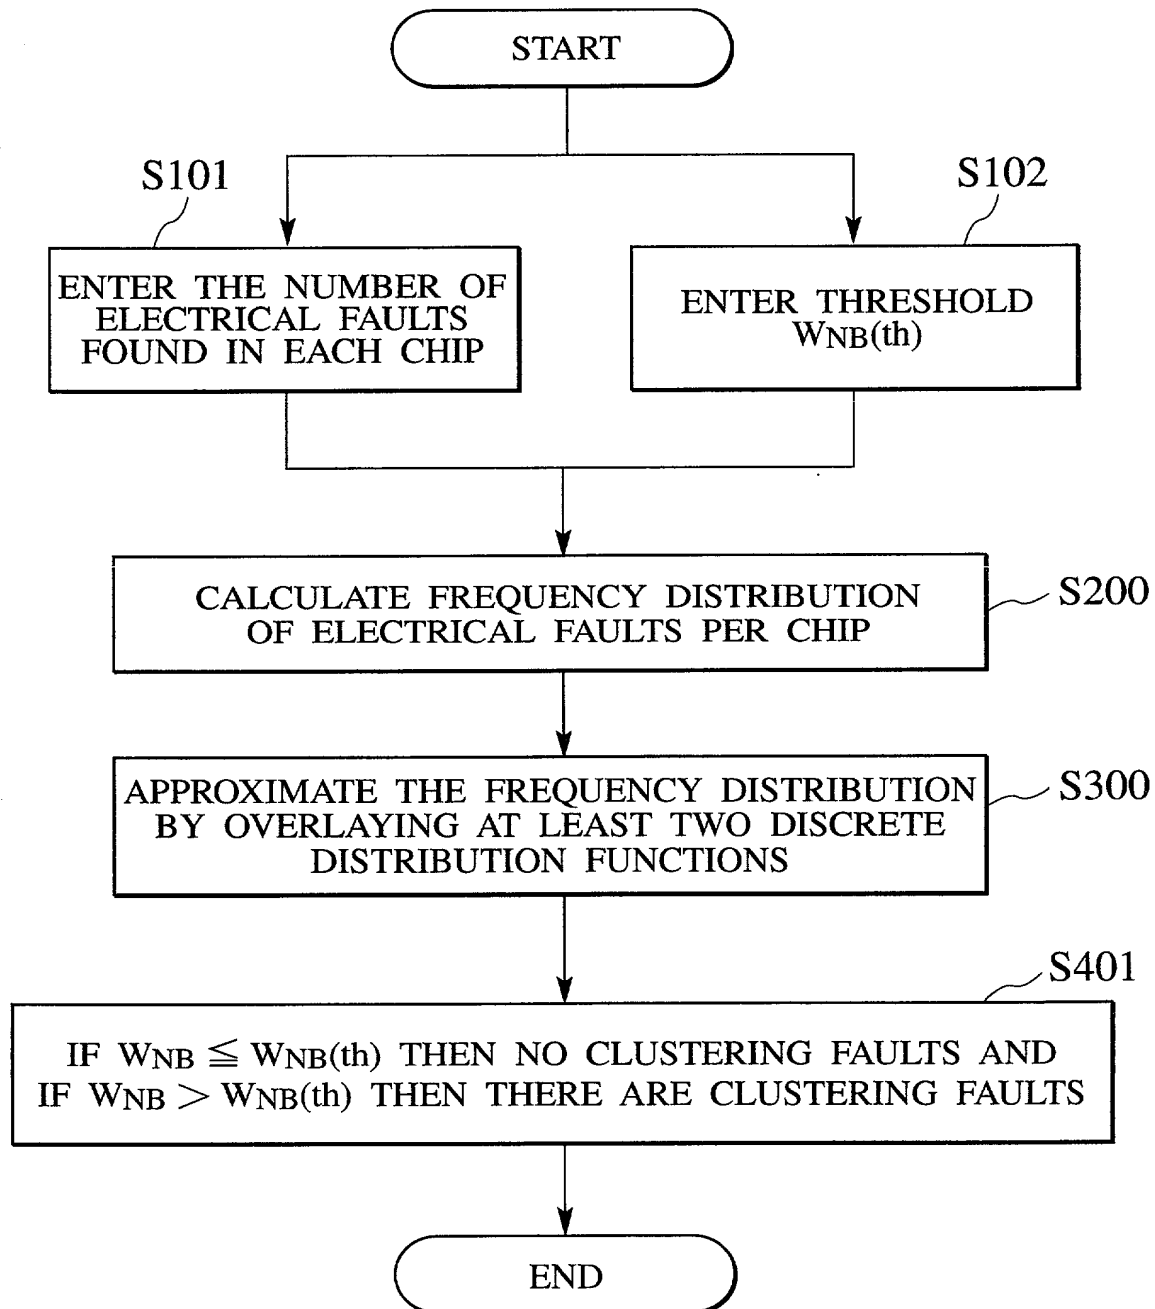 START
S101
S102
ENTER THE NUMBER OF
ELECTRICAL FAULTS
FOUND IN EACH CHIP
ENTER THRESHOLD
WNB(th)
CALCULATE FREQUENCY DISTRIBUTION
OF ELECTRICAL FAULTS PER CHIP
S200
APPROXIMATE THE FREQUENCY DISTRIBUTION
BY OVERLAYING AT LEAST TWO DISCRETE
DISTRIBUTION FUNCTIONS
S300
S401
IF WNB ≦ WNB(th) THEN NO CLUSTERING FAULTS AND
IF WNB > WNB(th) THEN THERE ARE CLUSTERING FAULTS
END